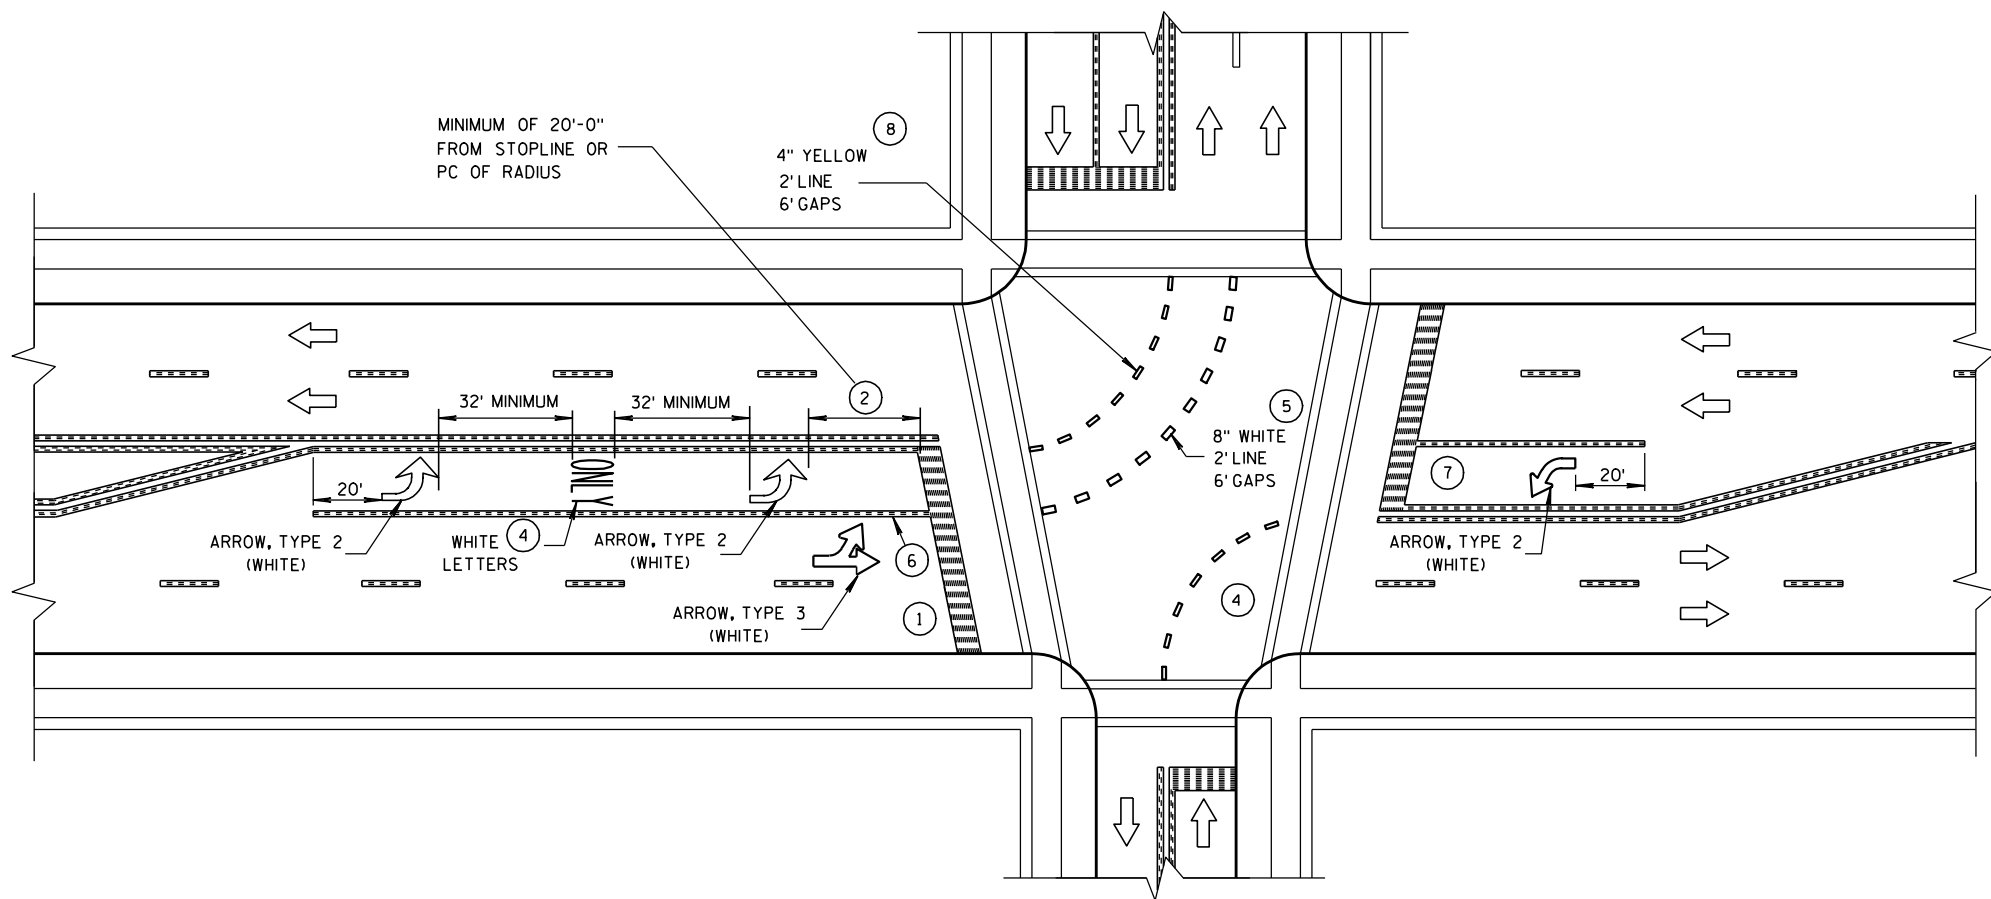 MINIMUM OF 20'-0"
FROM STOPLINE OR
PC OF RADIUS
8
4" YELLOW
2' LINE
6' GAPS
32' MINIMUM
32' MINIMUM
2
5
8" WHITE
2' LINE
6' GAPS
7
20'
20'
ONLY
ARROW, TYPE 2
(WHITE)
WHITE
LETTERS
4
ARROW, TYPE 2
(WHITE)
6
ARROW, TYPE 2
(WHITE)
ARROW, TYPE 3
(WHITE)
1
4